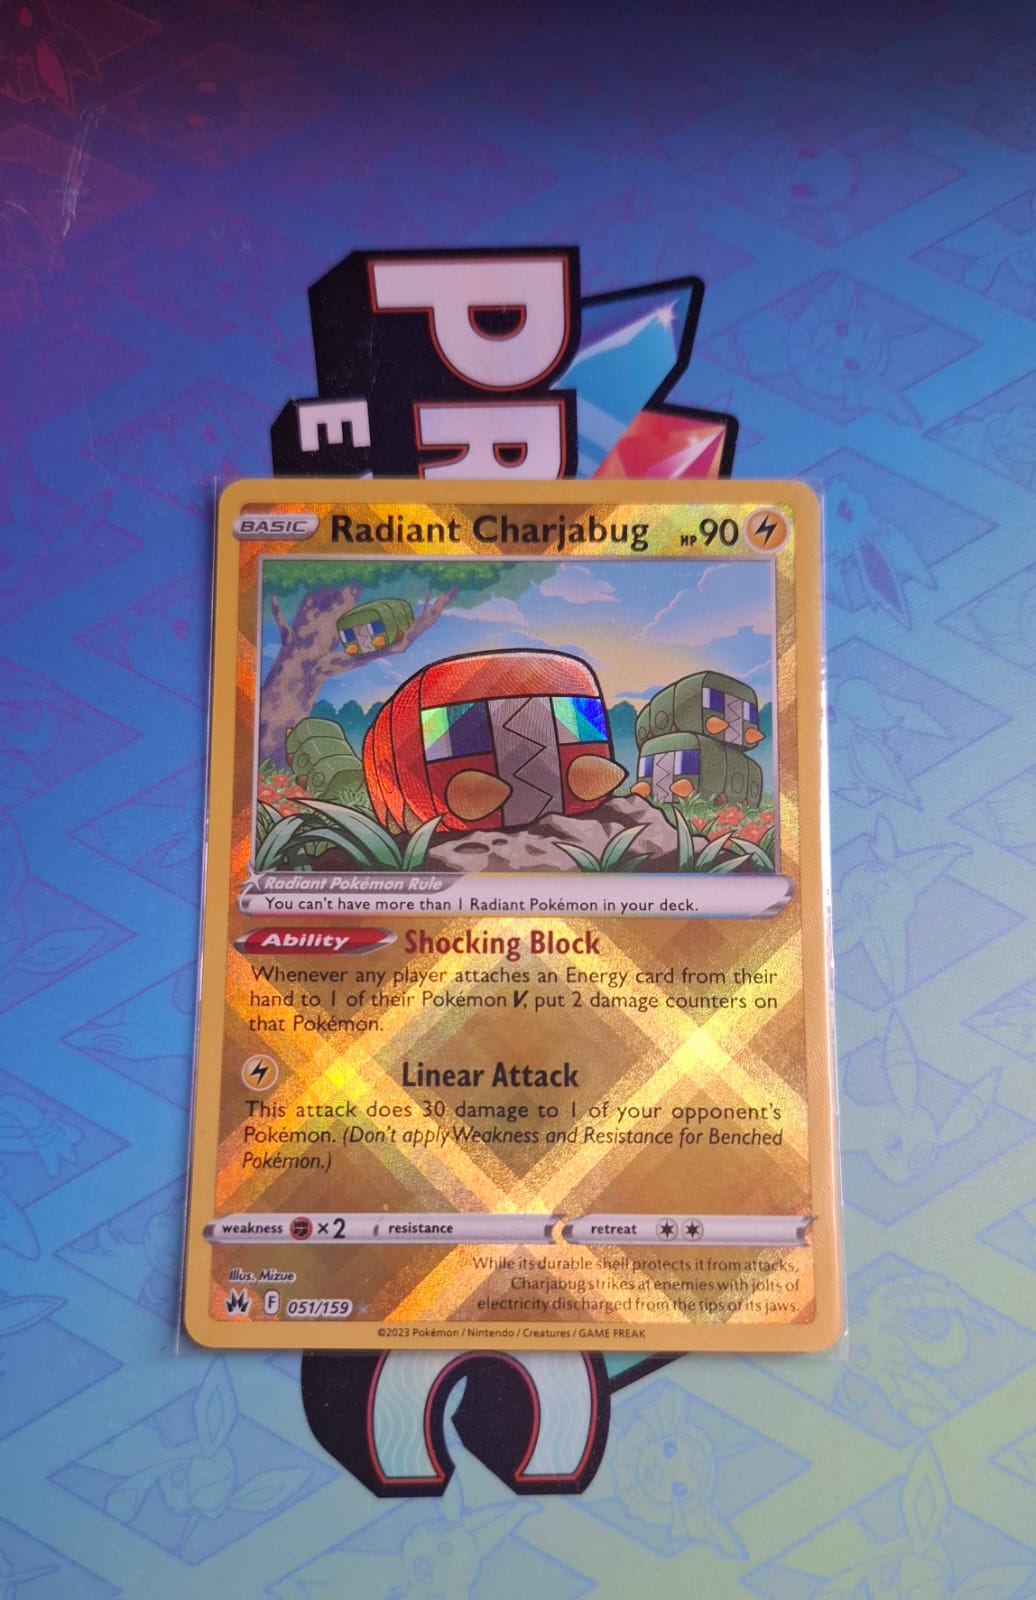 PR
E
BASIC Radiant Charjabug HP 90
Radiant Pokémon Rule
You can't have more than 1 Radiant Pokémon in your deck.
Ability Shocking Block
Whenever any player attaches an Energy card from their
hand to 1 of their Pokémon V, put 2 damage counters on
that Pokémon.
Linear Attack
This attack does 30 damage to 1 of your opponent's
Pokémon. (Don't apply Weakness and Resistance for Benched
Pokémon.)
weakness ×2 resistance retreat
While its durable shell protects it from attacks,
Charjabug strikes at enemies with jolts of
electricity discharged from the tips of its jaws.
Illus. Mizue
F 051/159
©2023 Pokémon / Nintendo / Creatures / GAME FREAK
C